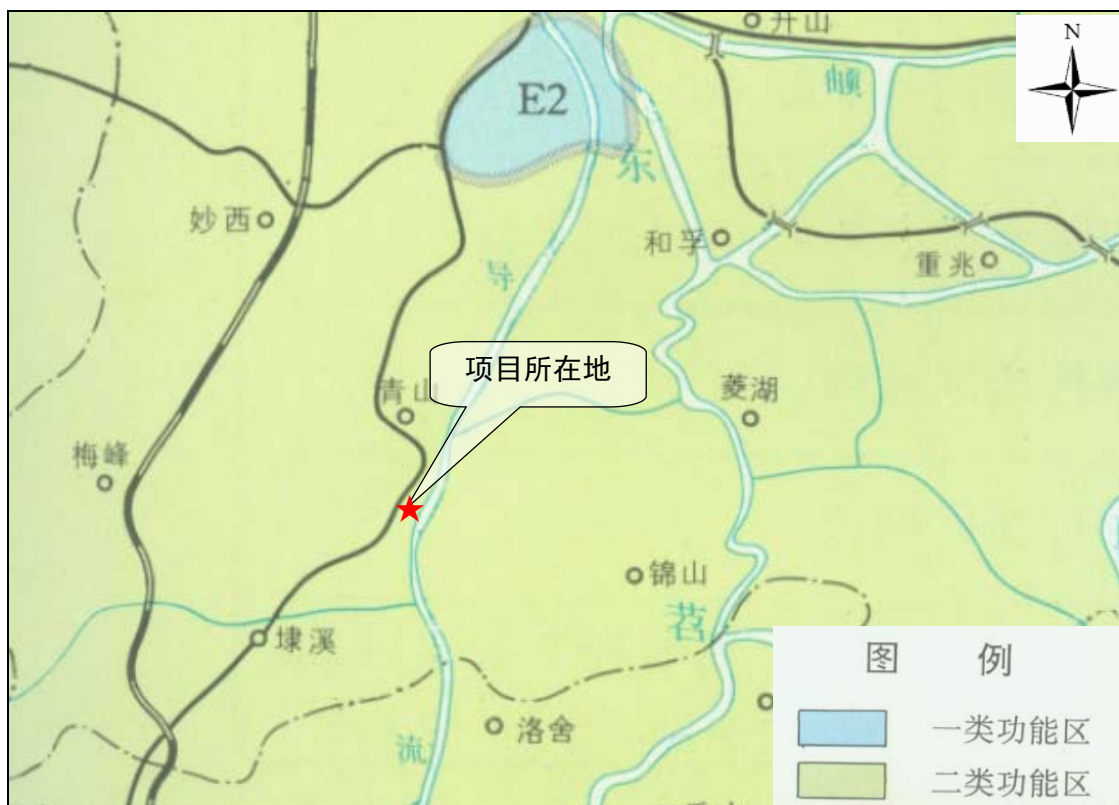 升山
N
E2
頔
东
妙西
和孚
重兆
导
项目所在地
青山
菱湖
梅峰
锦山
苕
埭溪
图 例
洛舍
一类功能区
流
二类功能区